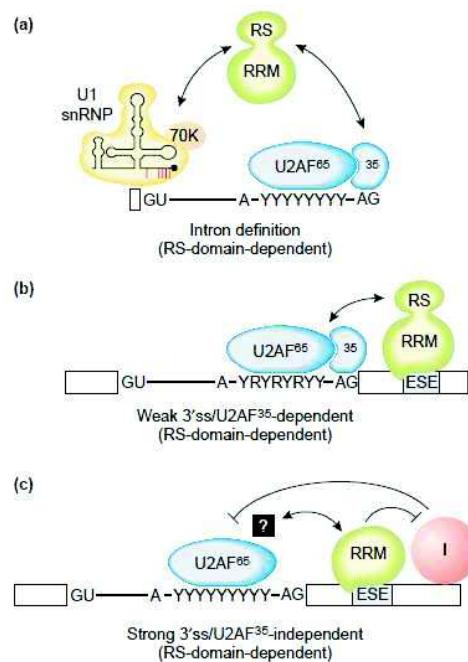 (a)
RS
RRM
U1
snRNP
70K
U2AF⁶⁵
35
GU
A-YYYYYYYY-AG
Intron definition
(RS-domain-dependent)
(b)
RS
RRM
U2AF⁶⁵
35
GU
A-YRYRYRYY-AG
ESE
Weak 3′ss/U2AF³⁵-dependent
(RS-domain-dependent)
(c)
?
RRM
I
U2AF⁶⁵
GU
A-YYYYYYYYY-AG
ESE
Strong 3′ss/U2AF³⁵-independent
(RS-domain-dependent)